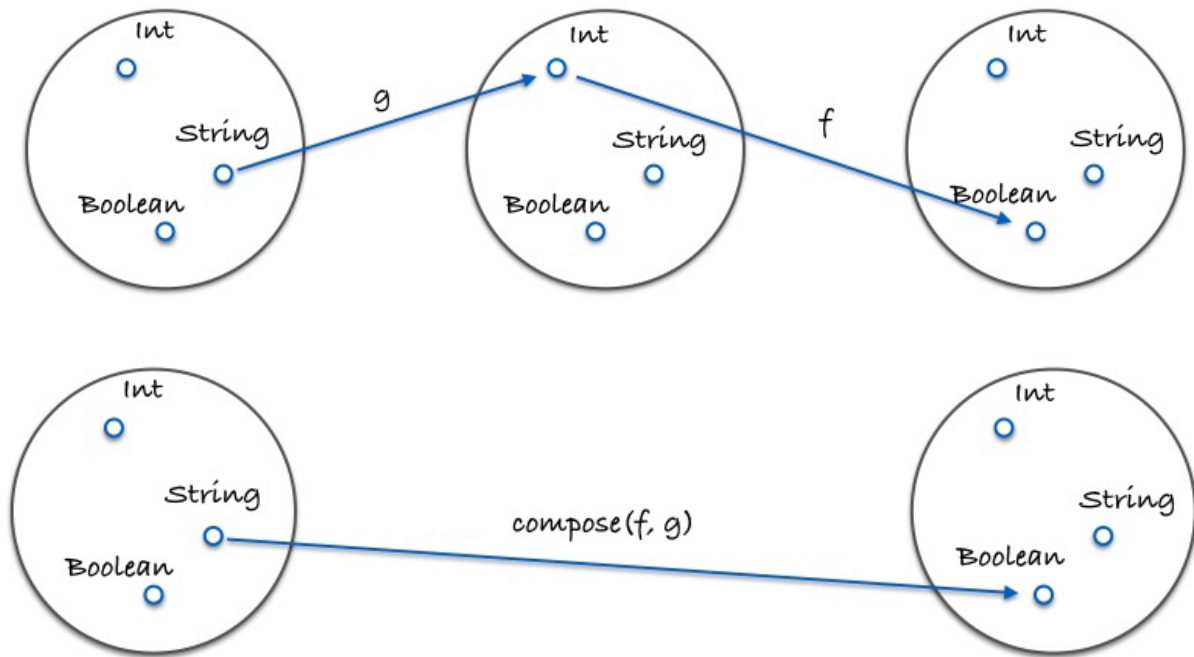 Int
Int
Int
g
f
String
String
String
Boolean
Boolean
Boolean
Int
Int
String
String
compose(f, g)
Boolean
Boolean